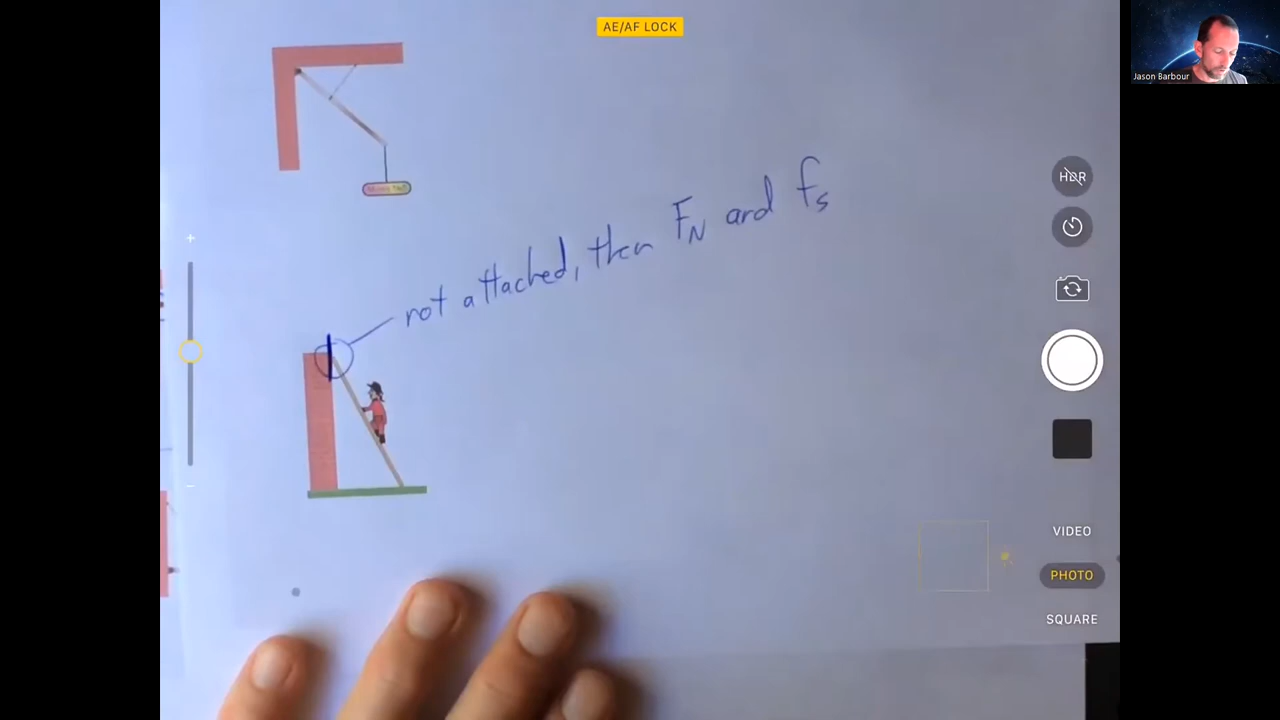 AE/AF LOCK
Jason Barbour
HDR
not attached, then FN and fs
VIDEO
PHOTO
SQUARE